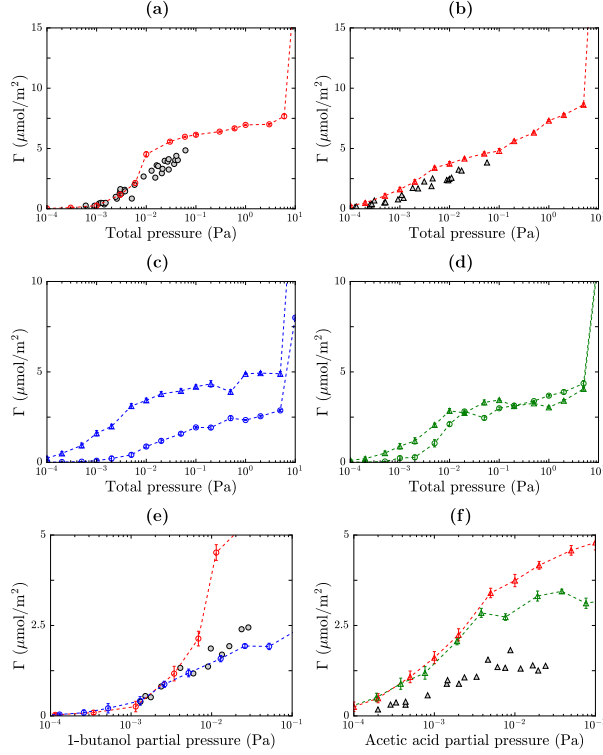 (a) (b)
15 15
10 10
Γ (μmol/m²) Γ (μmol/m²)
5 5
0 0
10⁻⁴ 10⁻³ 10⁻² 10⁻¹ 10⁰ 10¹ 10⁻⁴ 10⁻³ 10⁻² 10⁻¹ 10⁰ 10¹
Total pressure (Pa) Total pressure (Pa)
(c) (d)
10 10
Γ (μmol/m²) Γ (μmol/m²)
5 5
0 0
10⁻⁴ 10⁻³ 10⁻² 10⁻¹ 10⁰ 10¹ 10⁻⁴ 10⁻³ 10⁻² 10⁻¹ 10⁰ 10¹
Total pressure (Pa) Total pressure (Pa)
(e) (f)
5 5
Γ (μmol/m²) Γ (μmol/m²)
2.5 2.5
0 0
10⁻⁴ 10⁻³ 10⁻² 10⁻¹ 10⁻⁴ 10⁻³ 10⁻² 10⁻¹
1-butanol partial pressure (Pa) Acetic acid partial pressure (Pa)